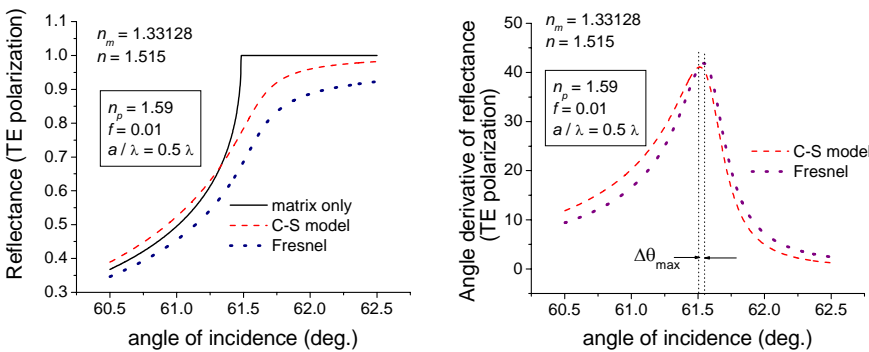 n_m = 1.33128
n = 1.515
n_p = 1.59
f = 0.01
a / λ = 0.5 λ
matrix only
C-S model
Fresnel
Reflectance (TE polarization)
1.1
1.0
0.9
0.8
0.7
0.6
0.5
0.4
0.3
60.5 61.0 61.5 62.0 62.5
angle of incidence (deg.)
n_m = 1.33128
n = 1.515
n_p = 1.59
f = 0.01
a / λ = 0.5 λ
C-S model
Fresnel
Δθ_max
Angle derivative of reflectance
(TE polarization)
50
40
30
20
10
0
60.5 61.0 61.5 62.0 62.5
angle of incidence (deg.)